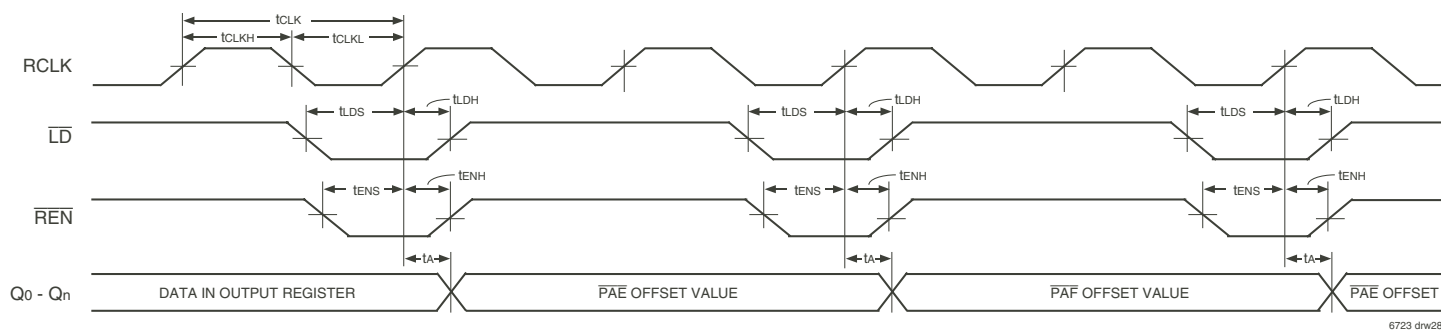 tCLK
tCLKH tCLKL
RCLK
tLDS tLDH tLDS tLDH tLDS tLDH
LD
tENS tENH tENS tENH tENS tENH
REN
tA tA tA
Q0 - Qn DATA IN OUTPUT REGISTER PAE OFFSET VALUE PAF OFFSET VALUE PAE OFFSET
6723 drw28